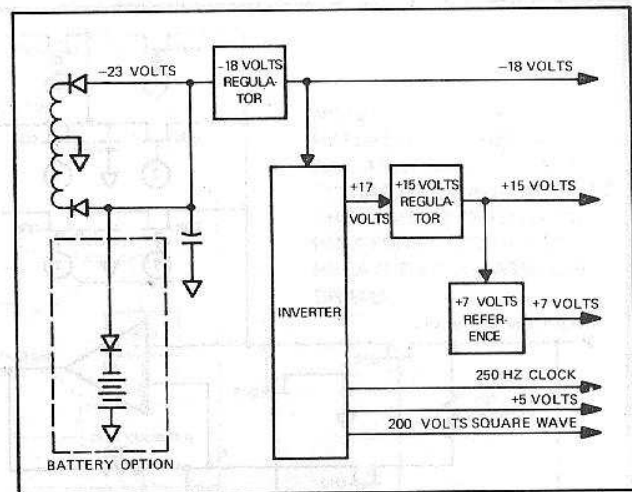 -23 VOLTS
-18 VOLTS
REGULA-
TOR
-18 VOLTS
+17
VOLTS
+15 VOLTS
REGULA-
TOR
+15 VOLTS
INVERTER
+7 VOLTS
REFER-
ENCE
+7 VOLTS
250 HZ CLOCK
+5 VOLTS
200 VOLTS SQUARE WAVE
BATTERY OPTION